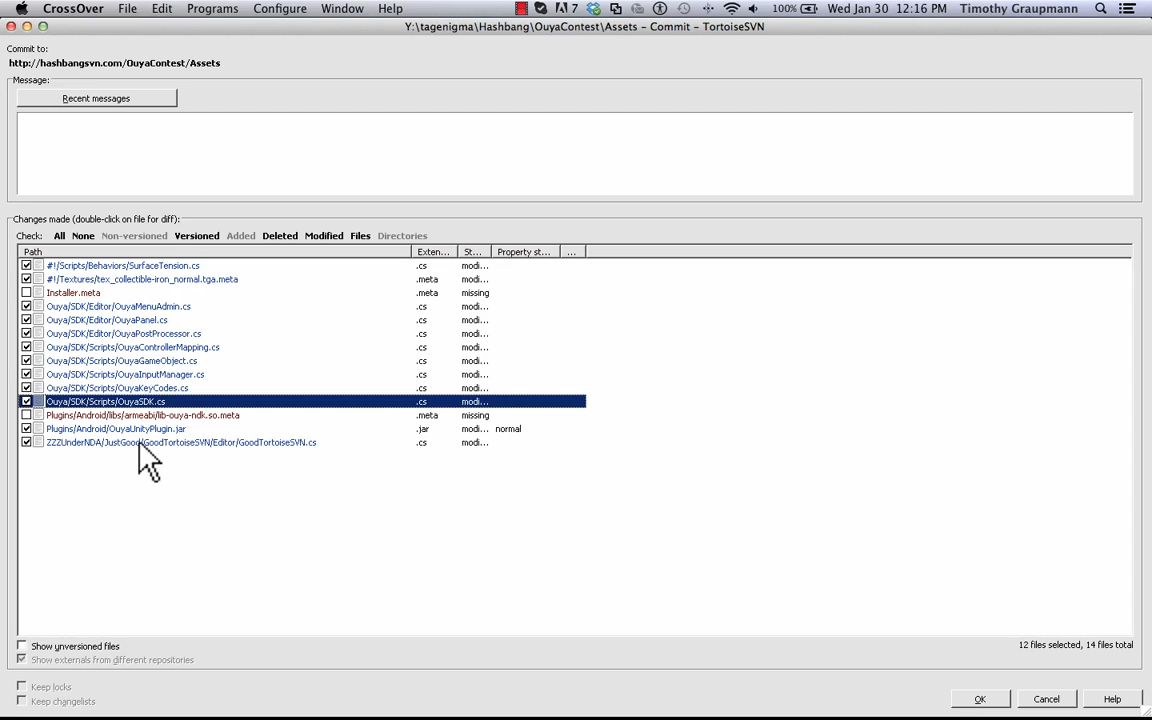 CrossOver File Edit Programs Configure Window Help 7 100% Wed Jan 30 12:16 PM Timothy Graupmann
Y:\tagenigma\Hashbang\OuyaContest\Assets - Commit - TortoiseSVN
Commit to:
http://hashbangsvn.com/OuyaContest/Assets
Message:
Recent messages
Changes made (double-click on file for diff):
Check: All None Non-versioned Versioned Added Deleted Modified Files Directories
Path Exten... St... Property st... ...
#!/Scripts/Behaviors/SurfaceTension.cs .cs modi...
#!/Textures/tex_collectible-iron_normal.tga.meta .meta modi...
Installer.meta .meta missing
Ouya/SDK/Editor/OuyaMenuAdmin.cs .cs modi...
Ouya/SDK/Editor/OuyaPanel.cs .cs modi...
Ouya/SDK/Editor/OuyaPostProcessor.cs .cs modi...
Ouya/SDK/Scripts/OuyaControllerMapping.cs .cs modi...
Ouya/SDK/Scripts/OuyaGameObject.cs .cs modi...
Ouya/SDK/Scripts/OuyaInputManager.cs .cs modi...
Ouya/SDK/Scripts/OuyaKeyCodes.cs .cs modi...
Ouya/SDK/Scripts/OuyaSDK.cs .cs modi...
Plugins/Android/libs/armeabi/lib-ouya-ndk.so.meta .meta missing
Plugins/Android/OuyaUnityPlugin.jar .jar modi... normal
ZZZUnderNDA/JustGood/GoodTortoiseSVN/Editor/GoodTortoiseSVN.cs .cs modi...
Show unversioned files 12 files selected, 14 files total
Show externals from different repositories
Keep locks
Keep changelists
OK Cancel Help